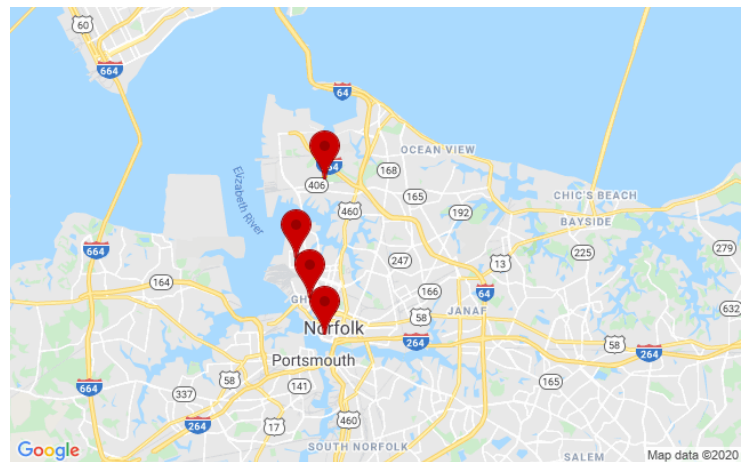 60
664
64
OCEAN VIEW
64
168
406
165
CHIC'S BEACH
Elizabeth River
460
192
BAYSIDE
664
247
13
225
279
164
GH
166
64
632
58
JANAF
Norfolk
264
58
Portsmouth
264
58
141
165
664
337
264
17
460
SOUTH NORFOLK
SALEM
Google
Map data ©2020